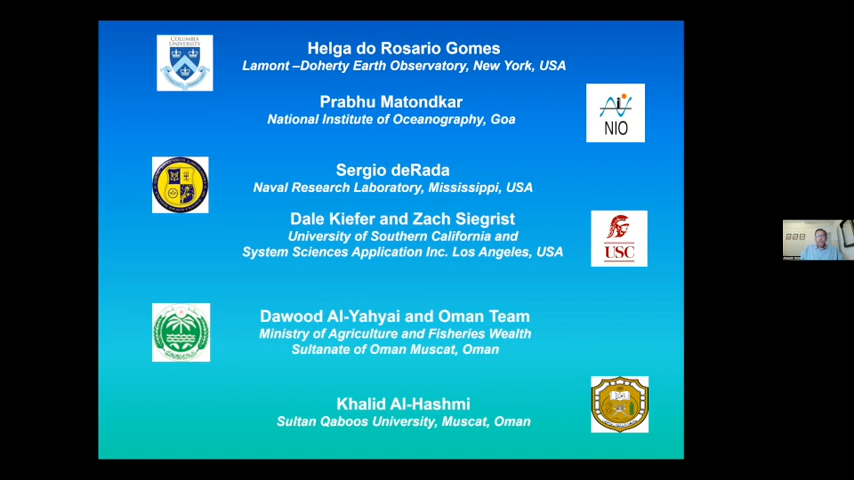 COLUMBIA
UNIVERSITY
Helga do Rosario Gomes
Lamont –Doherty Earth Observatory, New York, USA
Prabhu Matondkar
National Institute of Oceanography, Goa
NIO
Sergio deRada
Naval Research Laboratory, Mississippi, USA
Dale Kiefer and Zach Siegrist
University of Southern California and
System Sciences Application Inc. Los Angeles, USA
USC
Dawood Al-Yahyai and Oman Team
Ministry of Agriculture and Fisheries Wealth
Sultanate of Oman Muscat, Oman
Khalid Al-Hashmi
Sultan Qaboos University, Muscat, Oman